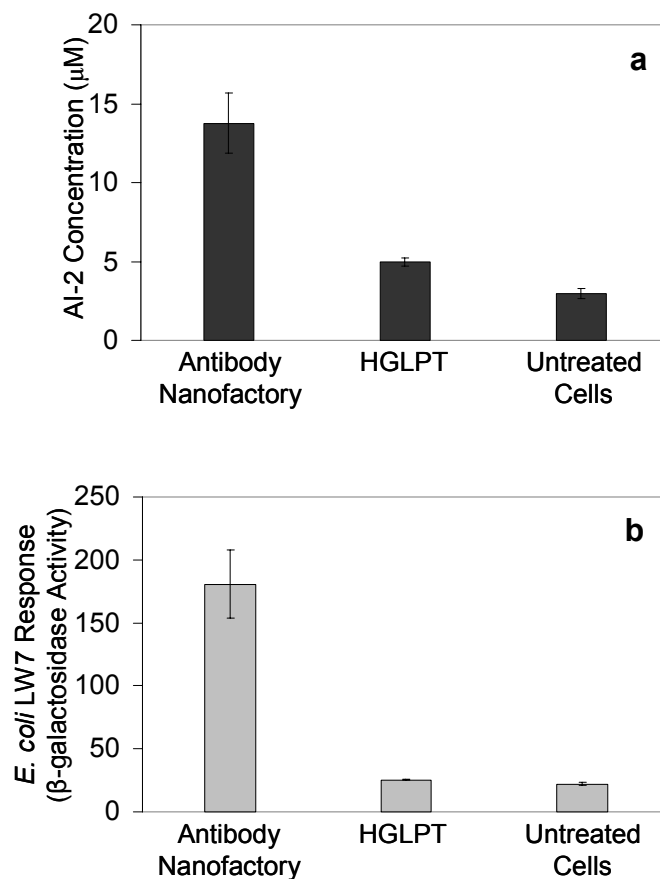 a
AI-2 Concentration (μM)
20
15
10
5
0
Antibody
Nanofactory
HGLPT
Untreated
Cells
b
E. coli LW7 Response
(β-galactosidase Activity)
250
200
150
100
50
0
Antibody
Nanofactory
HGLPT
Untreated
Cells